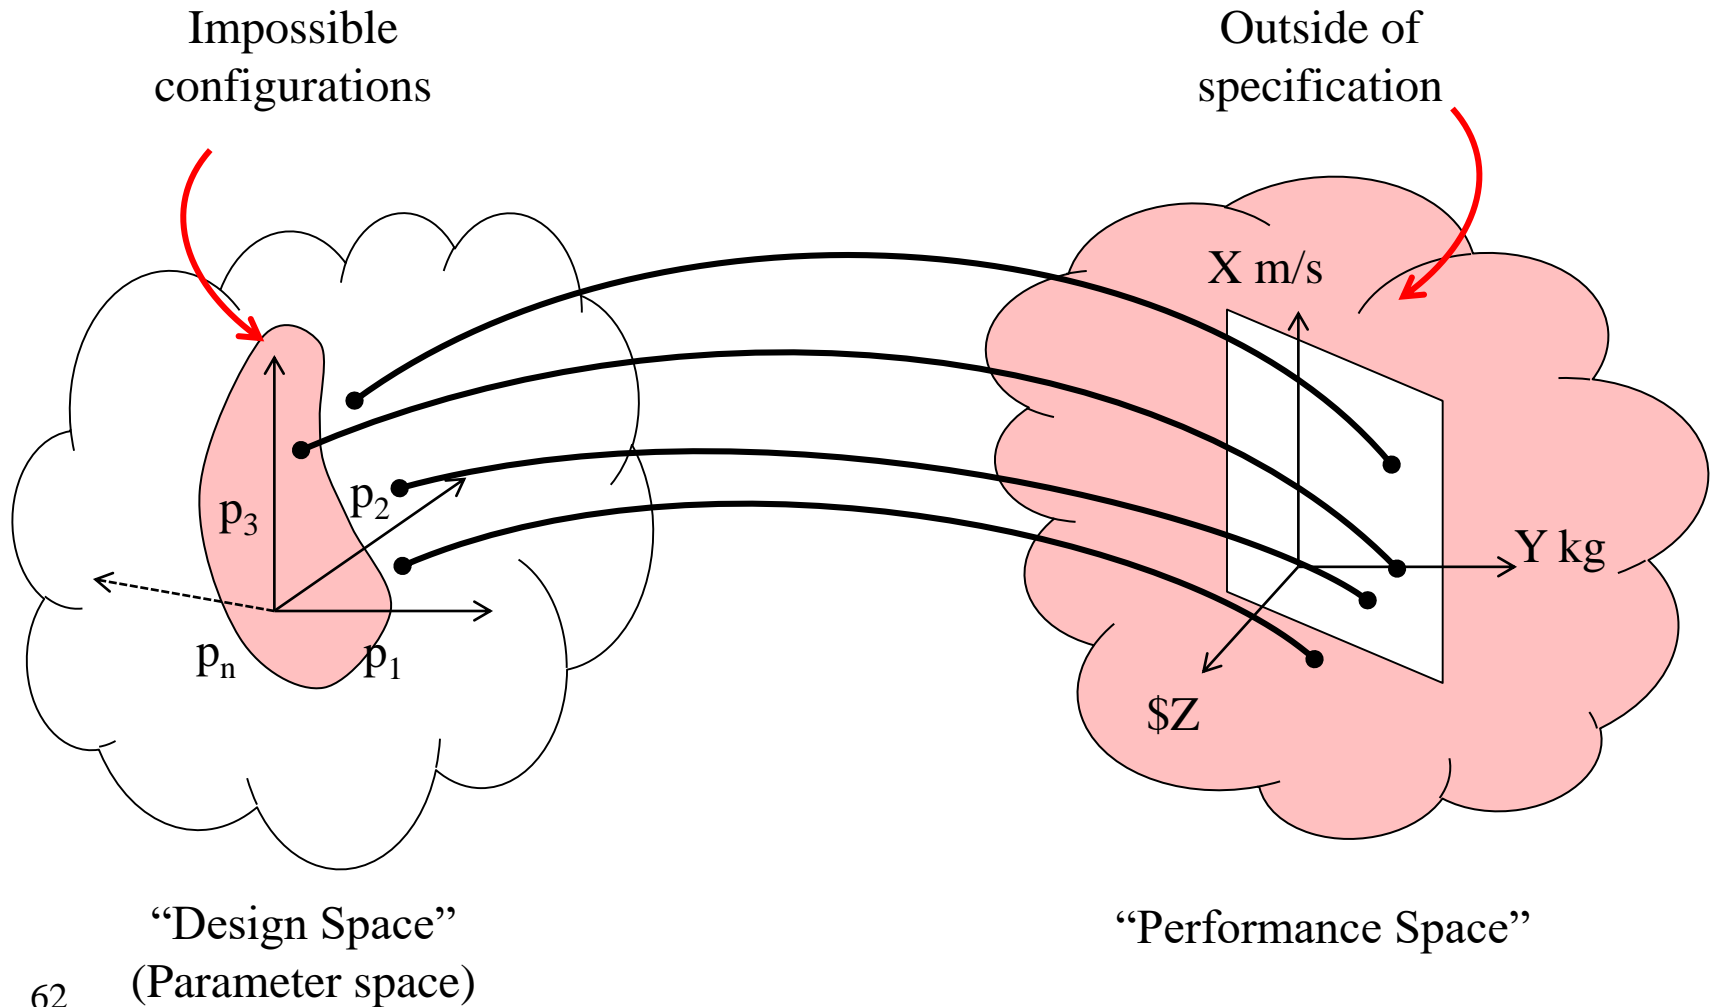 Impossible
configurations
Outside of
specification
X m/s
p₂
p₃
Y kg
pₙ
p₁
$Z
“Design Space”
(Parameter space)
“Performance Space”
62